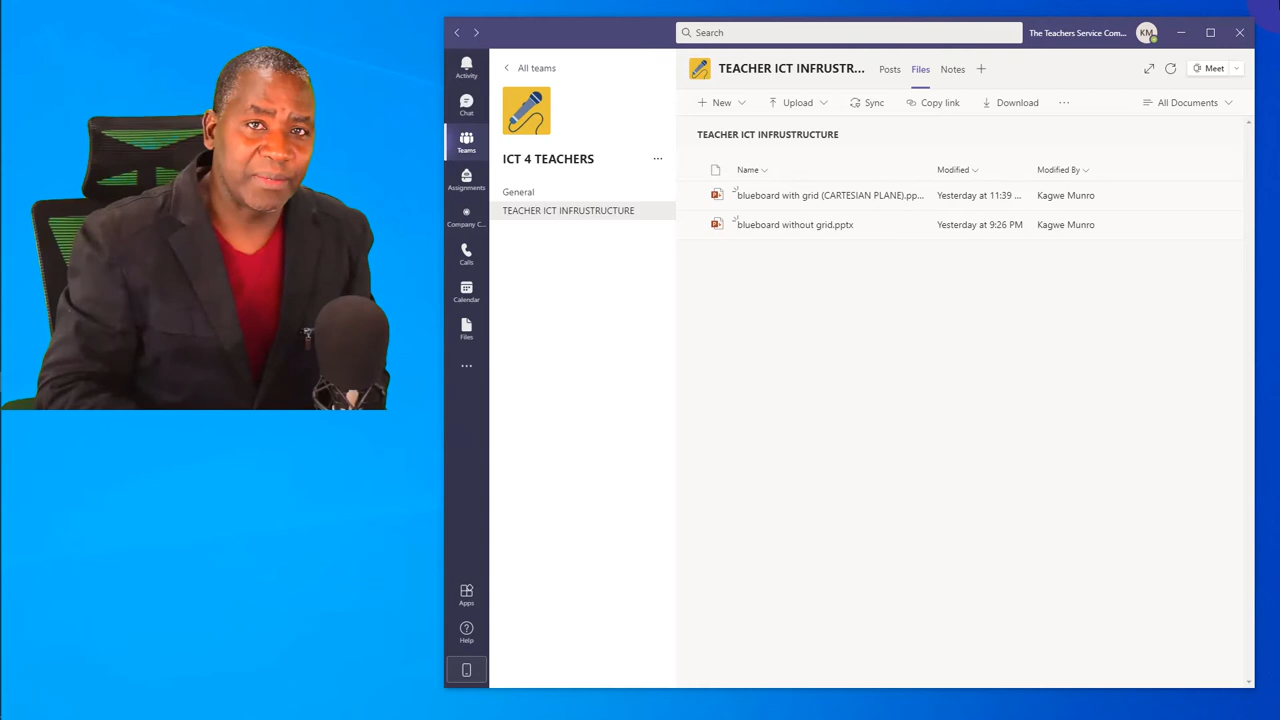 Search
The Teachers Service Com...
KM
Activity
Chat
Teams
Assignments
Company C...
Calls
Calendar
Files
Apps
Help
All teams
ICT 4 TEACHERS
General
TEACHER ICT INFRUSTRUCTURE
TEACHER ICT INFRUSTR...
Posts
Files
Notes
Meet
New
Upload
Sync
Copy link
Download
All Documents
TEACHER ICT INFRUSTRUCTURE
Name Modified Modified By
blueboard with grid (CARTESIAN PLANE).pp... Yesterday at 11:39 ... Kagwe Munro
blueboard without grid.pptx Yesterday at 9:26 PM Kagwe Munro